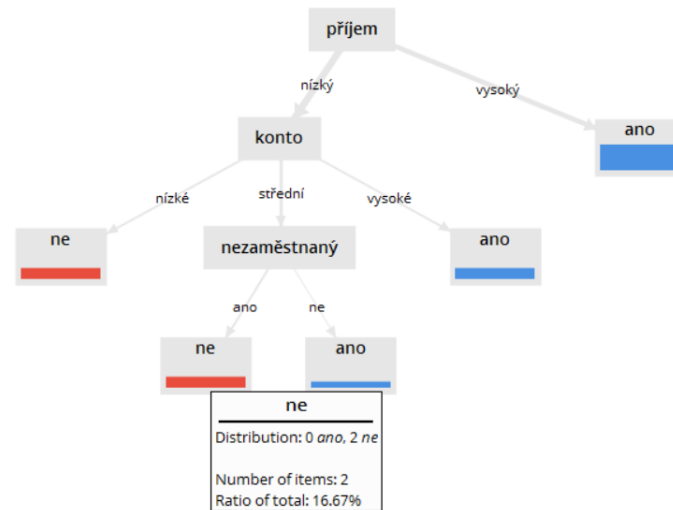 příjem
nízký
vysoký
ano
konto
nízké
střední
vysoké
ne
nezaměstnaný
ano
ano
ne
ne
ano
ne
Distribution: 0 ano, 2 ne
Number of items: 2
Ratio of total: 16.67%